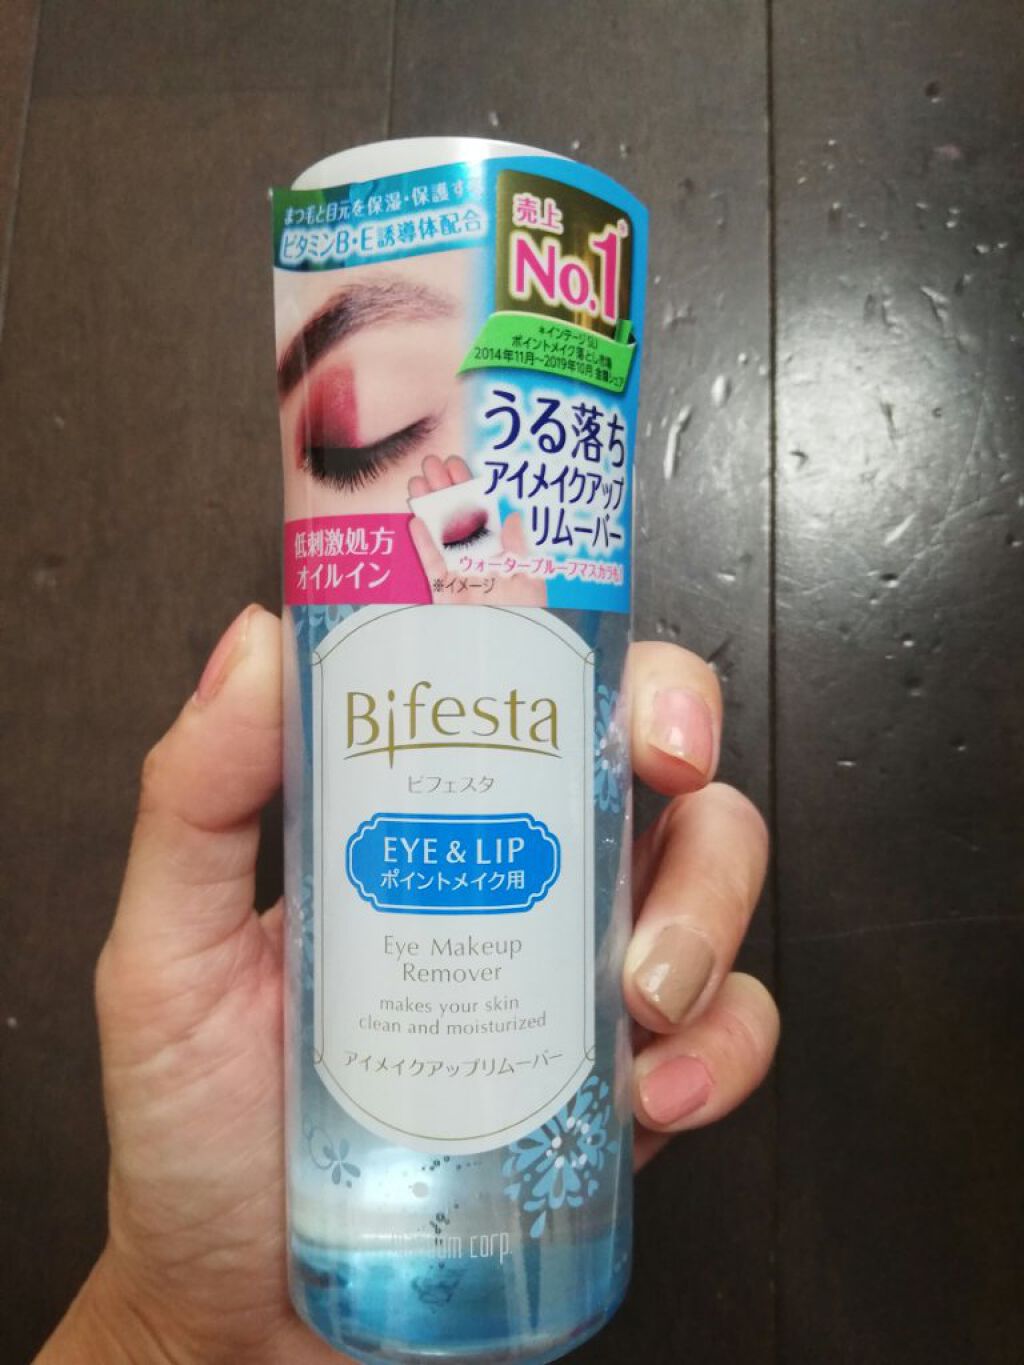 まつ毛と目元を保湿・保護する
ビタミンB・E誘導体配合
売上
No.1*
*インテージSLI
ポイントメイク落とし市場
2014年11月〜2019年10月 金額シェア
うる落ち
アイメイクアップ
リムーバー
ウォータープルーフマスカラも!
低刺激処方
オイルイン
※イメージ
Bifesta
ビフェスタ
EYE & LIP
ポイントメイク用
Eye Makeup
Remover
makes your skin
clean and moisturized
アイメイクアップリムーバー
corp.